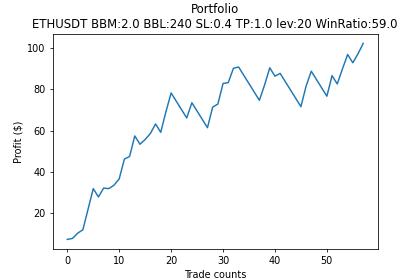 Portfolio
ETHUSDT BBM:2.0 BBL:240 SL:0.4 TP:1.0 lev:20 WinRatio:59.0
100
80
60
40
20
Profit ($)
0 10 20 30 40 50
Trade counts